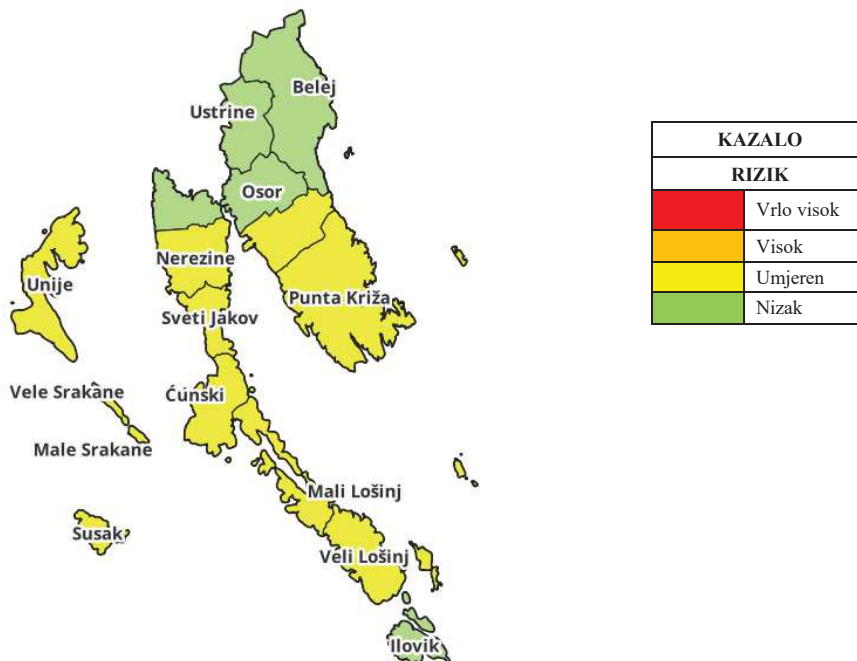 Belej
Ustrine
Osor
Nerezine
Unije
Punta Križa
Sveti Jakov
Vele Srakane
Ćunski
Male Srakane
Mali Lošinj
Susak
Veli Lošinj
Ilovik
KAZALO
RIZIK
Vrlo visok
Visok
Umjeren
Nizak